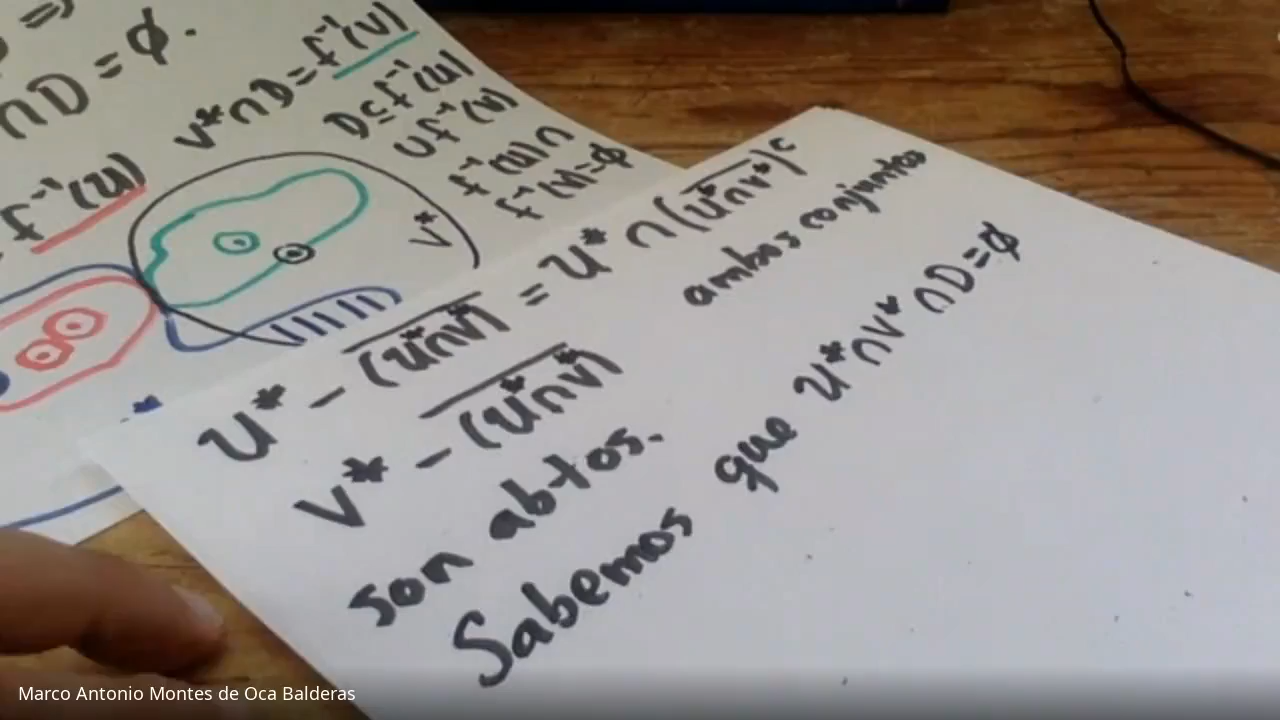 ∩D = ϕ.
V*∩D = f⁻¹(V)
D ⊆ f⁻¹(U)
∪ f⁻¹(V)
f⁻¹(U) ∩
f⁻¹(V) = ϕ
f⁻¹(U)
V*
U* − (U*∩V*)‾ = U* ∩ ((U*∩V*)‾)ᶜ
V* − (U*∩V*)‾ ambos conjuntos
son abtos.
Sabemos que U*∩V*∩D = ϕ
Marco Antonio Montes de Oca Balderas